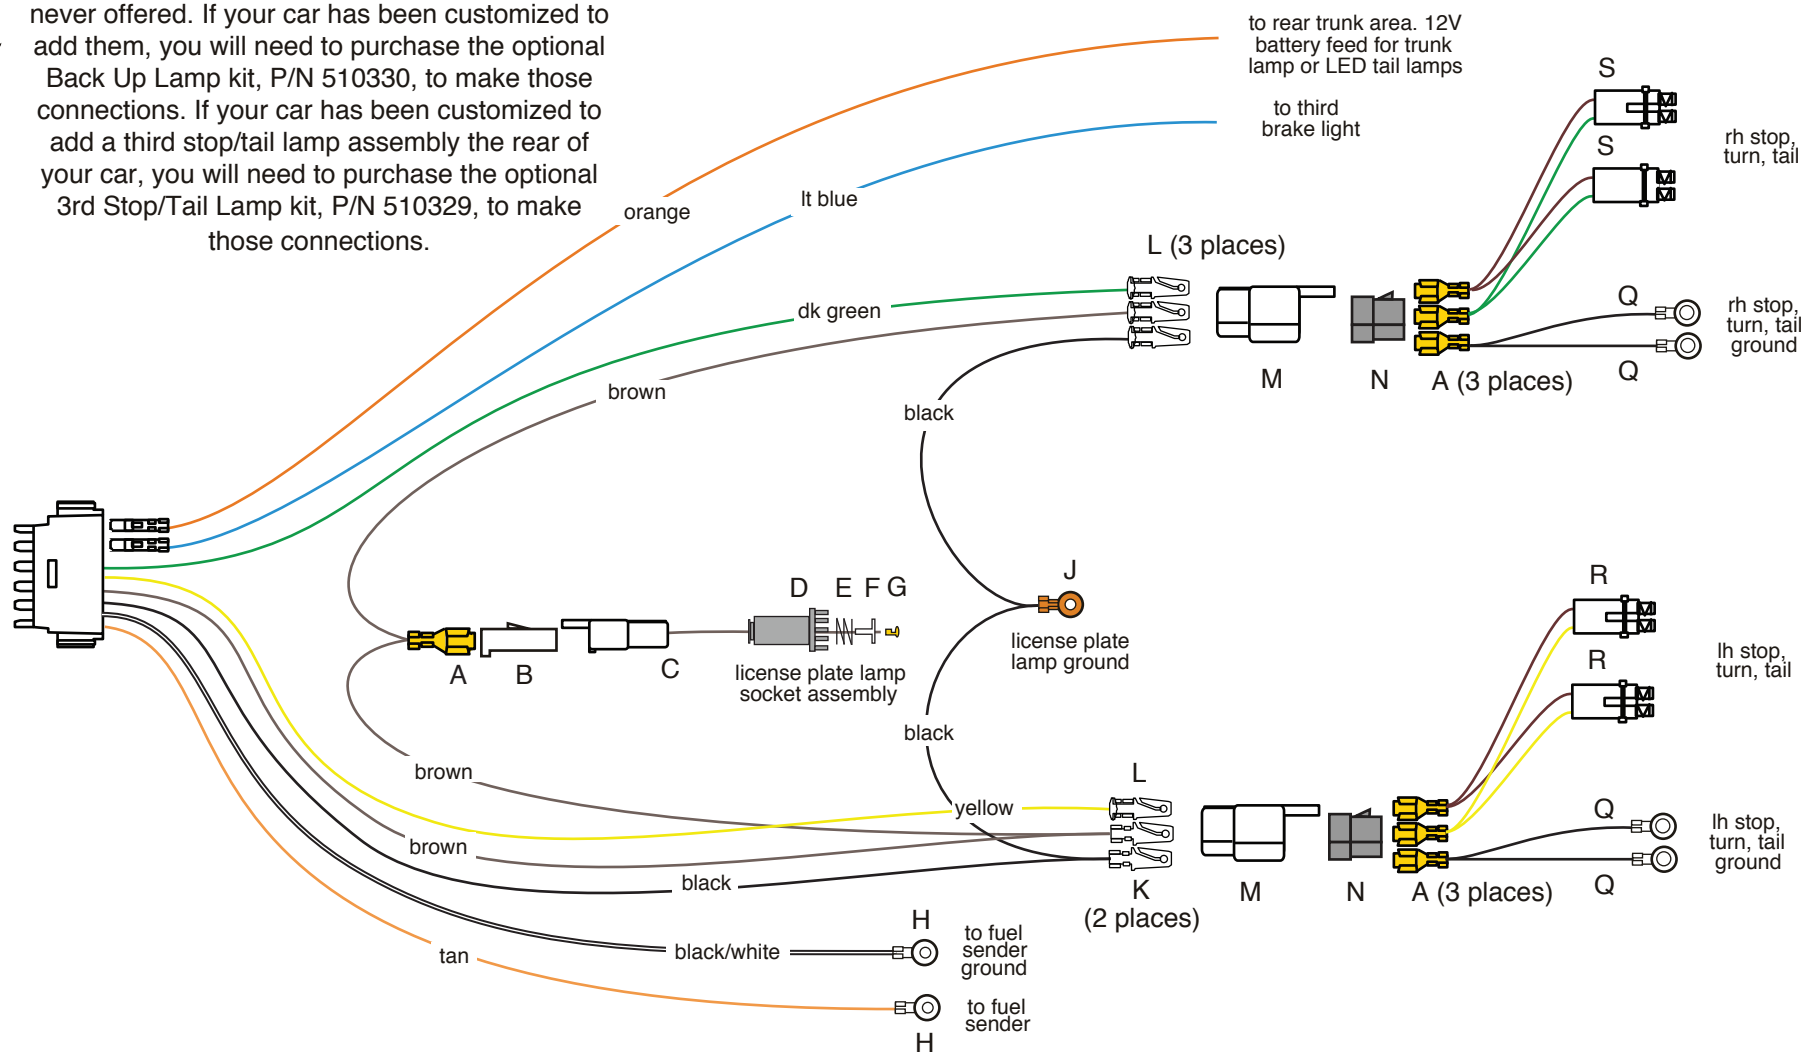 never offered. If your car has been customized to
add them, you will need to purchase the optional
Back Up Lamp kit, P/N 510330, to make those
connections. If your car has been customized to
add a third stop/tail lamp assembly the rear of
your car, you will need to purchase the optional
3rd Stop/Tail Lamp kit, P/N 510329, to make
those connections.
to rear trunk area. 12V
battery feed for trunk
lamp or LED tail lamps
to third
brake light
orange
lt blue
dk green
brown
black
L (3 places)
M
N
A (3 places)
S
S
rh stop,
turn, tail
Q
Q
rh stop,
turn, tail
ground
A
B
C
D
E
F
G
license plate lamp
socket assembly
J
license plate
lamp ground
black
brown
yellow
brown
black
L
K
(2 places)
M
N
A (3 places)
R
R
lh stop,
turn, tail
Q
Q
lh stop,
turn, tail
ground
black/white
H
to fuel
sender
ground
tan
H
to fuel
sender